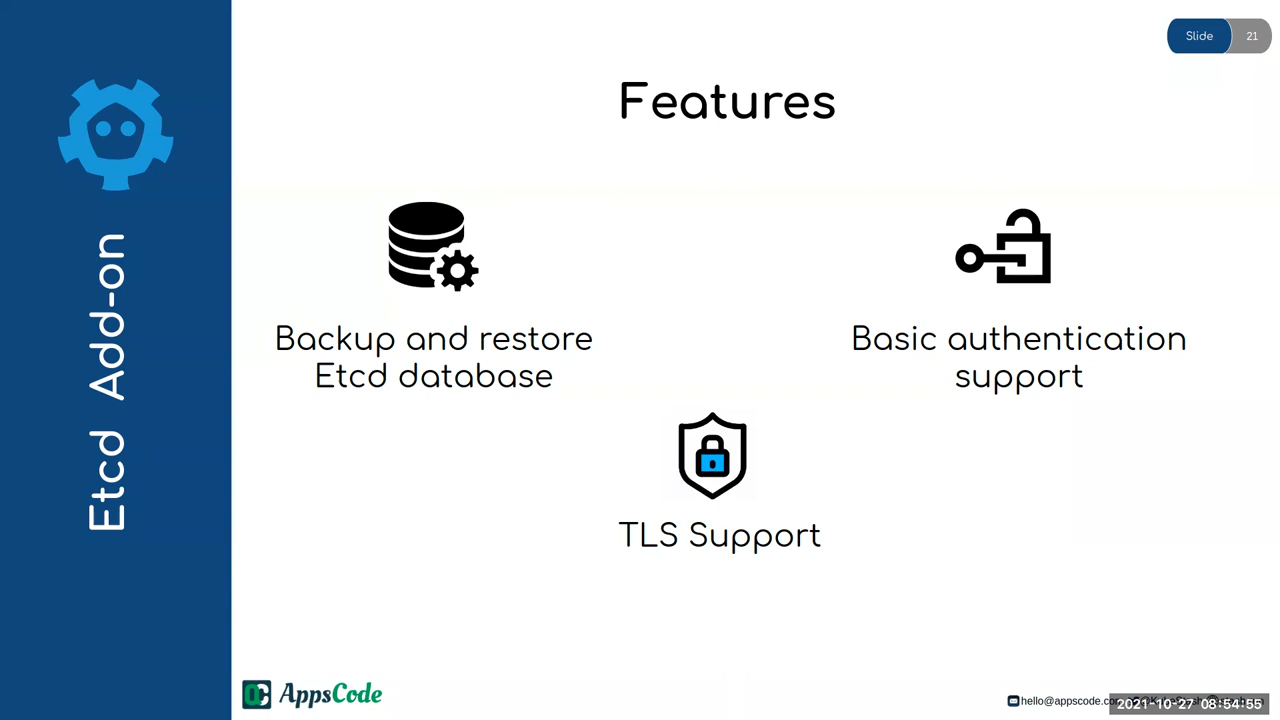 Slide 21
Features
Etcd Add-on
Backup and restore
Etcd database
Basic authentication
support
TLS Support
AppsCode
hello@appscode.com
2021-10-27 08:54:55